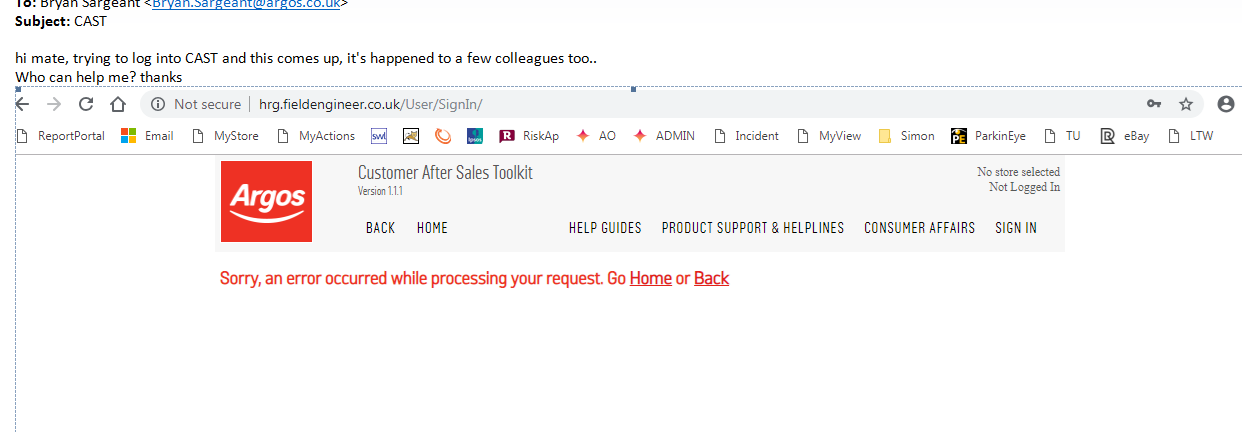 To: Bryan Sargeant <Bryan.Sargeant@argos.co.uk>
Subject: CAST
hi mate, trying to log into CAST and this comes up, it's happened to a few colleagues too..
Who can help me? thanks
Not secure | hrg.fieldengineer.co.uk/User/SignIn/
ReportPortal Email MyStore MyActions swl Ipsos R RiskAp AO ADMIN Incident MyView Simon PE ParkinEye TU R eBay LTW
Argos
Customer After Sales Toolkit
Version 1.1.1
No store selected
Not Logged In
BACK HOME HELP GUIDES PRODUCT SUPPORT & HELPLINES CONSUMER AFFAIRS SIGN IN
Sorry, an error occurred while processing your request. Go Home or Back